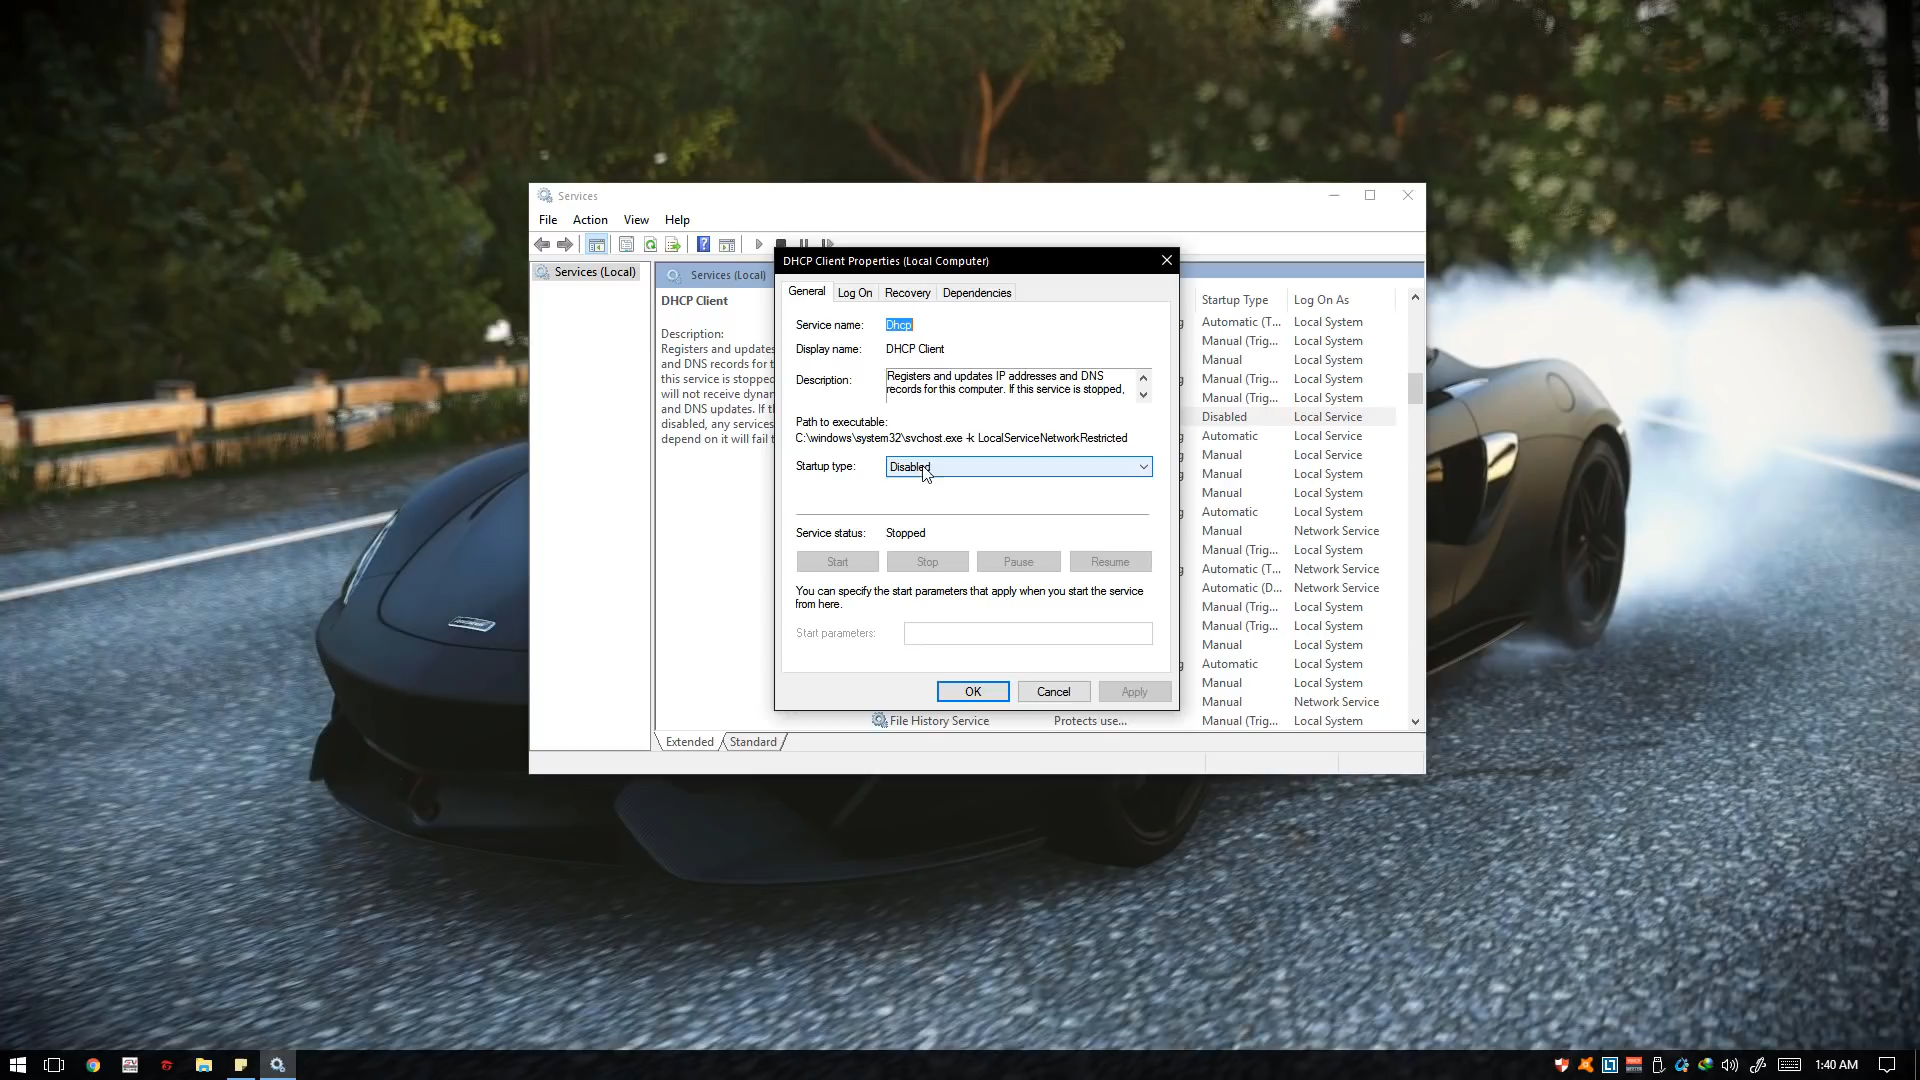 Services
File Action View Help
Services (Local)
Services (Local)
DHCP Client
Description:
Registers and updates
and DNS records for t
this service is stopped
will not receive dynam
and DNS updates. If th
disabled, any services
depend on it will fail t
DHCP Client Properties (Local Computer)
General Log On Recovery Dependencies
Service name: Dhcp
Display name: DHCP Client
Description: Registers and updates IP addresses and DNS
records for this computer. If this service is stopped,
Path to executable:
C:\windows\system32\svchost.exe -k LocalServiceNetworkRestricted
Startup type: Disabled
Service status: Stopped
Start Stop Pause Resume
You can specify the start parameters that apply when you start the service
from here.
Start parameters:
OK Cancel Apply
Startup Type Log On As
Automatic (T... Local System
Manual (Trig... Local System
Manual Local System
Manual (Trig... Local System
Manual (Trig... Local System
Disabled Local Service
Automatic Local Service
Manual Local Service
Manual Local System
Manual Local System
Automatic Local System
Manual Network Service
Manual (Trig... Local System
Automatic (T... Network Service
Automatic (D... Network Service
Manual (Trig... Local System
Manual (Trig... Local System
Manual Local System
Automatic Local System
Manual Local System
Manual Network Service
File History Service Protects use... Manual (Trig... Local System
Extended Standard
1:40 AM